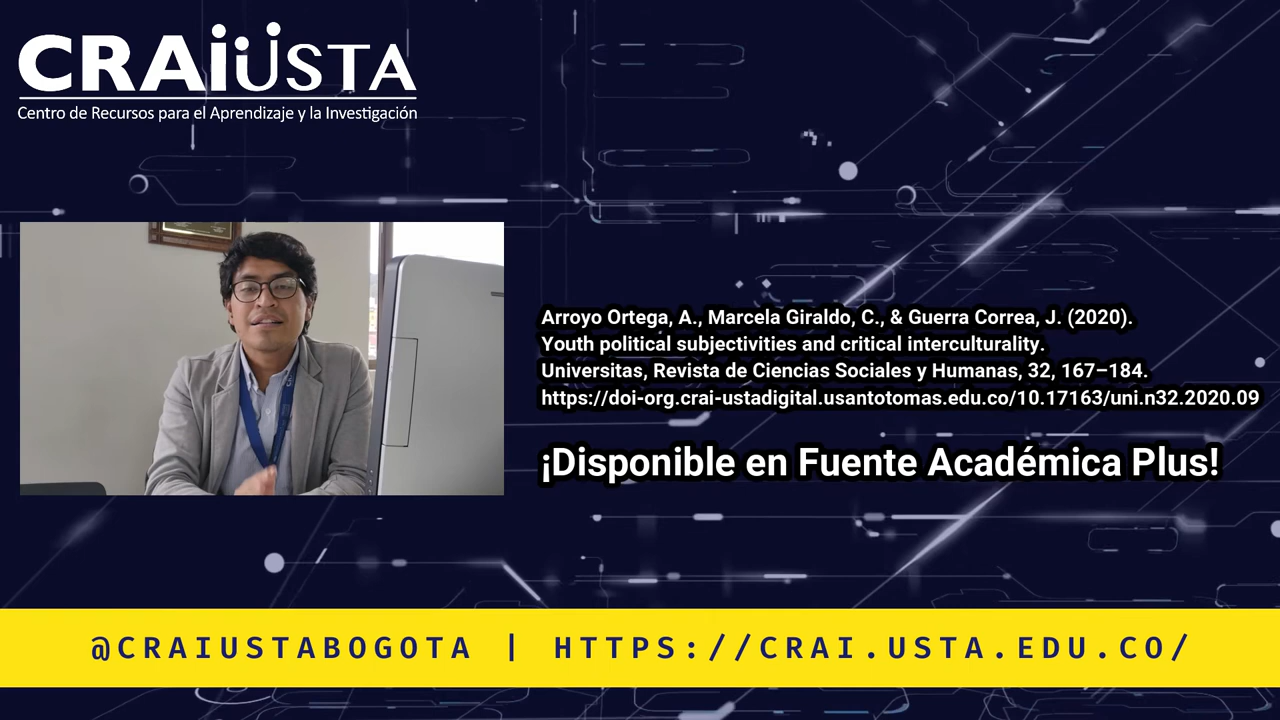 CRAIUSTA
Centro de Recursos para el Aprendizaje y la Investigación
Arroyo Ortega, A., Marcela Giraldo, C., & Guerra Correa, J. (2020).
Youth political subjectivities and critical interculturality.
Universitas, Revista de Ciencias Sociales y Humanas, 32, 167–184.
https://doi-org.crai-ustadigital.usantotomas.edu.co/10.17163/uni.n32.2020.09
¡Disponible en Fuente Académica Plus!
@CRAIUSTABOGOTA | HTTPS://CRAI.USTA.EDU.CO/